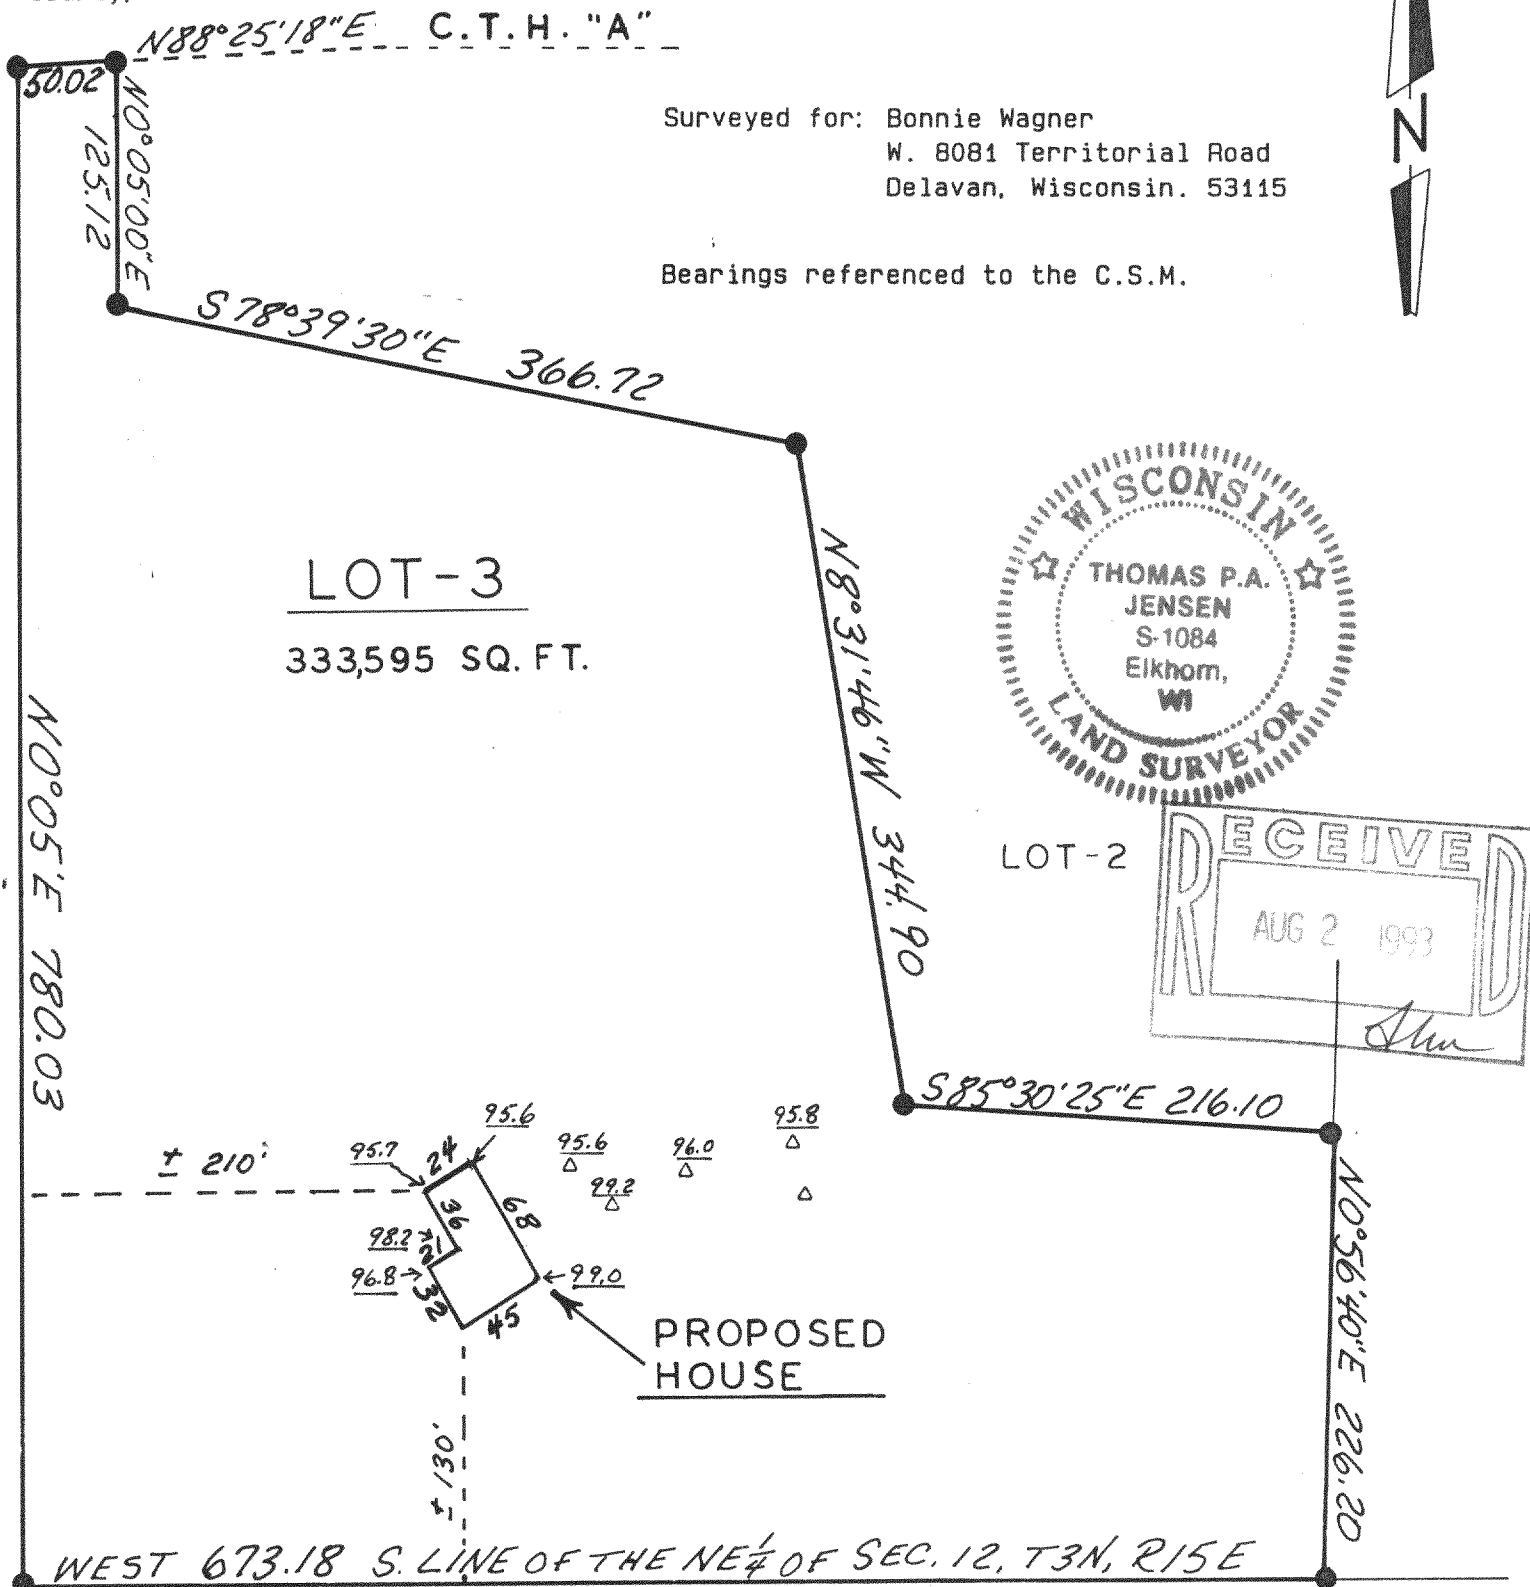 N88°25'18"E C.T.H. "A"
50.02
N0°05'00"E
125.12
Surveyed for: Bonnie Wagner
W. 8081 Territorial Road
Delavan, Wisconsin. 53115
N
Bearings referenced to the C.S.M.
S78°39'30"E 366.72
WISCONSIN
THOMAS P.A.
JENSEN
S-1084
Elkhorn,
WI
LAND SURVEYOR
LOT-3
333,595 SQ. FT.
N8°31'46"W 344.90
N0°05'E 780.03
LOT-2
RECEIVED
AUG 2 1993
S85°30'25"E 216.10
± 210'
95.7
24
95.6
95.6
99.2
96.0
95.8
36
68
98.2
21
96.8
32
45
99.0
PROPOSED
HOUSE
± 130'
N0°56'40"E 226.20
WEST 673.18 S. LINE OF THE NE¼ OF SEC. 12, T3N, R15E